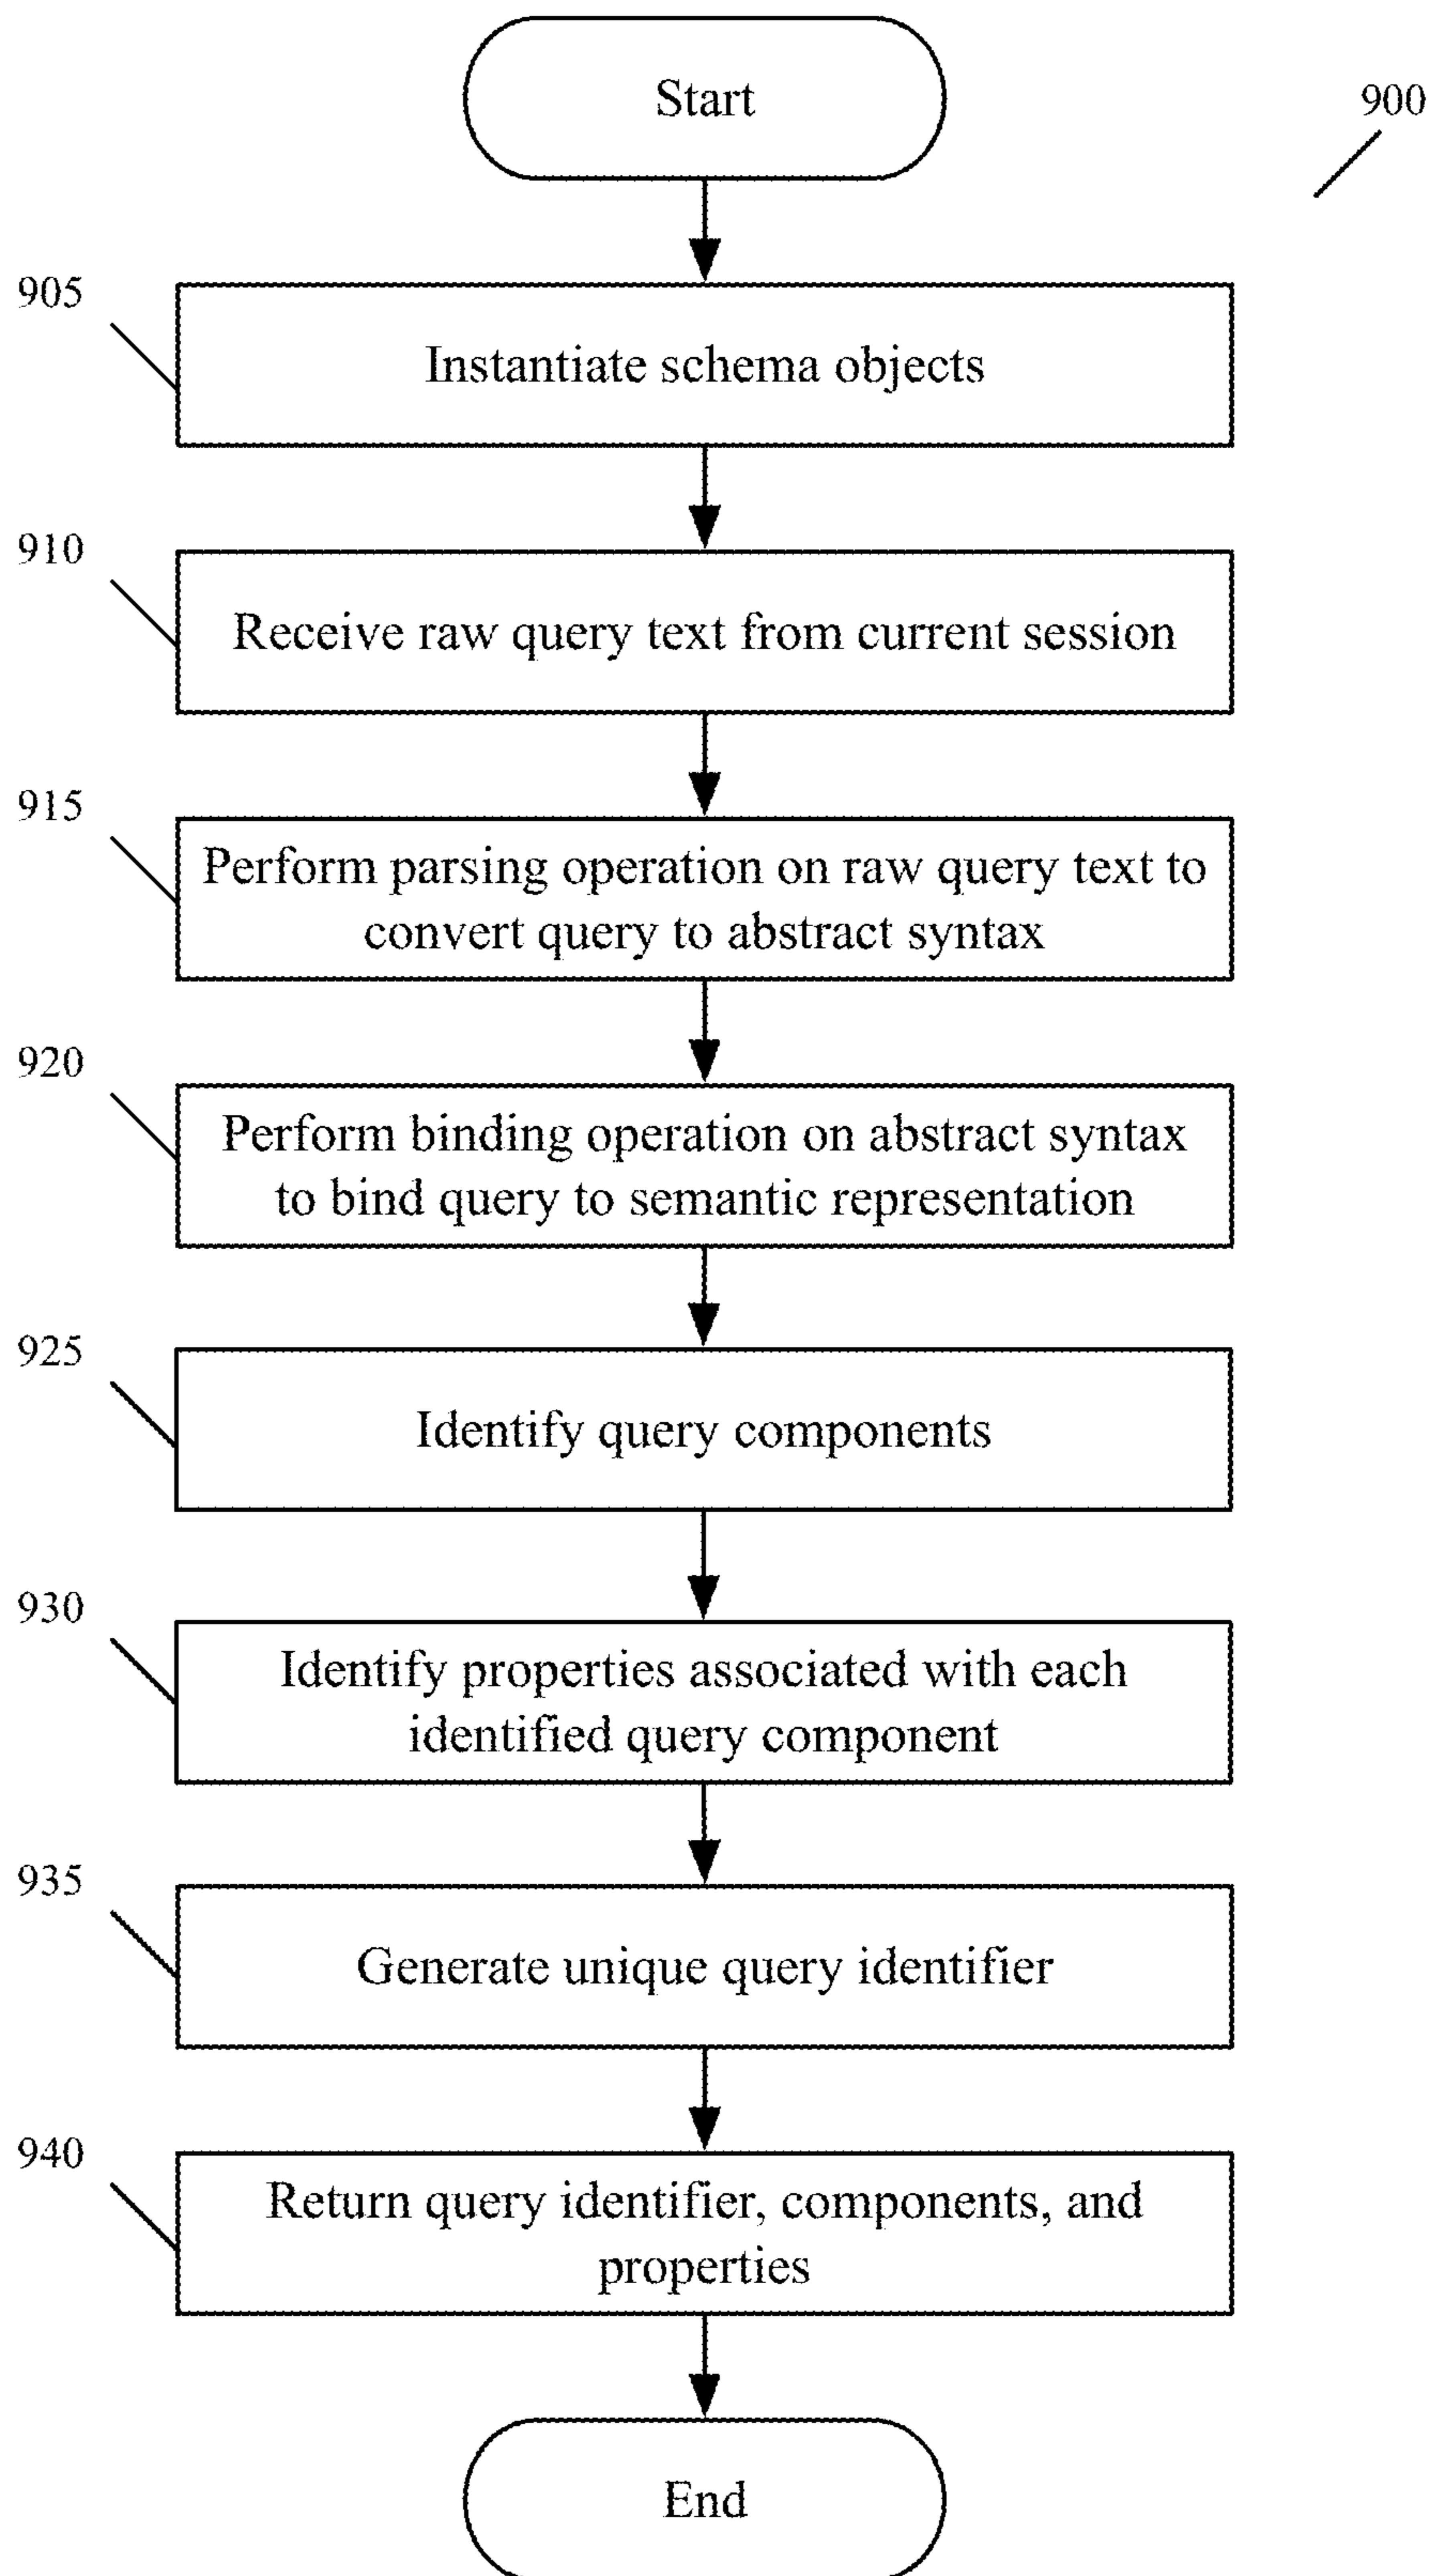 Start
900
905
Instantiate schema objects
910
Receive raw query text from current session
915
Perform parsing operation on raw query text to
convert query to abstract syntax
920
Perform binding operation on abstract syntax
to bind query to semantic representation
925
Identify query components
930
Identify properties associated with each
identified query component
935
Generate unique query identifier
940
Return query identifier, components, and
properties
End